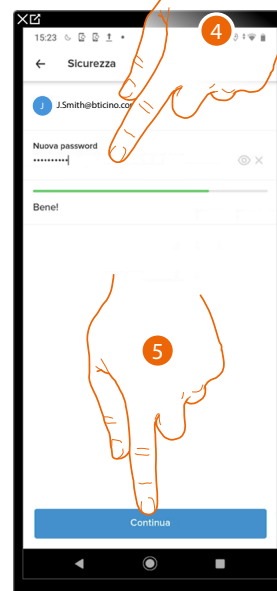 15:23
4
Sicurezza
J
J.Smith@bticino.co
Nuova password
••••••••••
Bene!
5
Continua